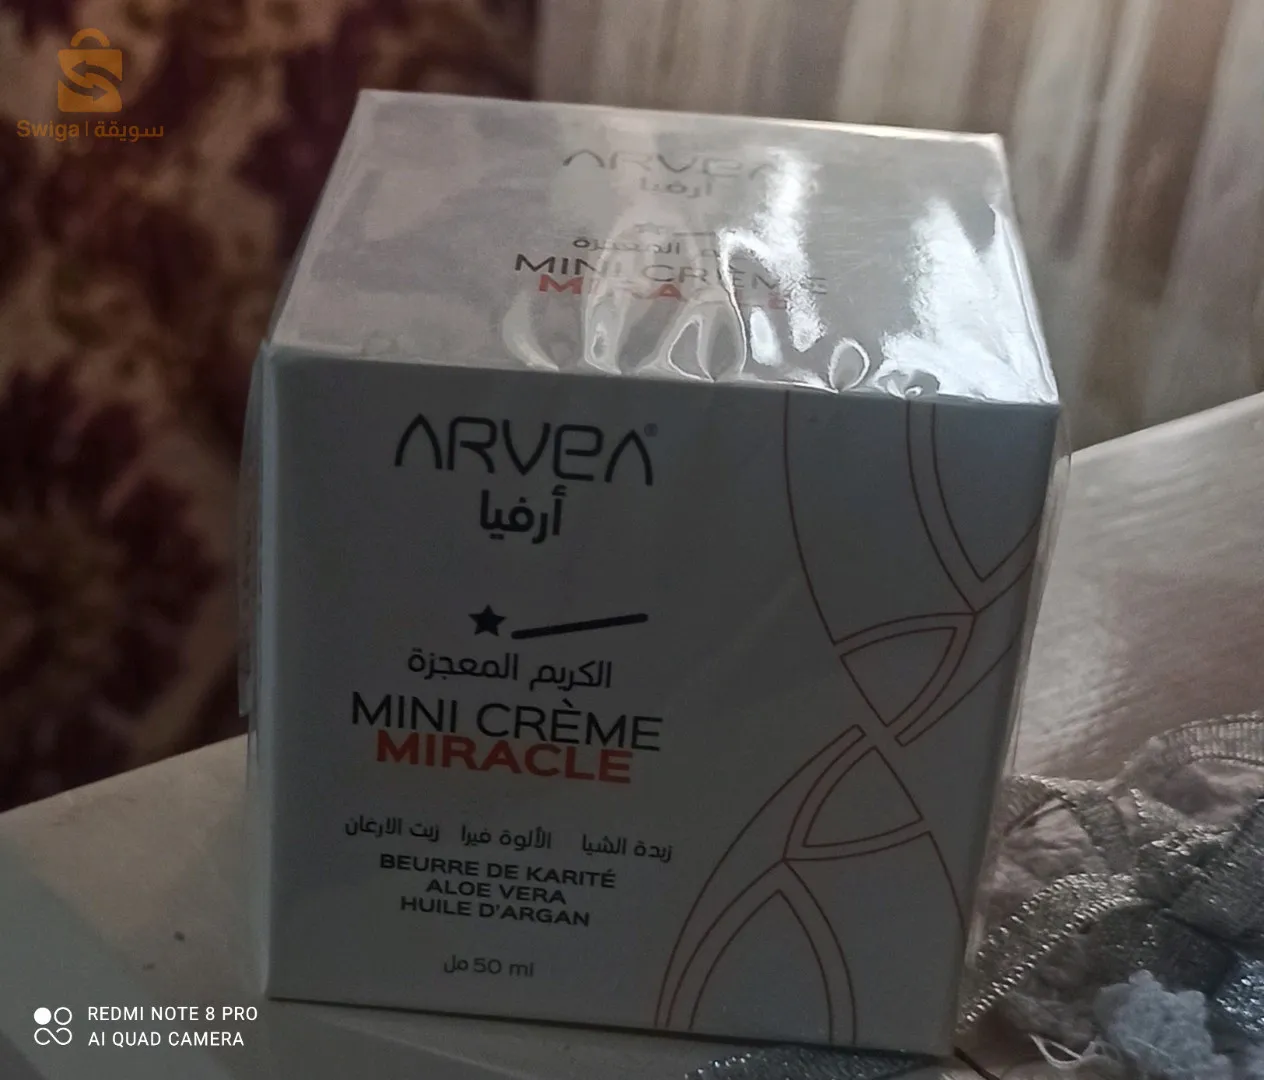 Swiga | سويقة
ARVEA
أرفيا
MINI CRÈME
MIRACLE
ARVEA®
أرفيا
الكريم المعجزة
MINI CRÈME
MIRACLE
زبدة الشيا الألوة فيرا زيت الارغان
BEURRE DE KARITÉ
ALOE VERA
HUILE D'ARGAN
50 ml مل
REDMI NOTE 8 PRO
AI QUAD CAMERA